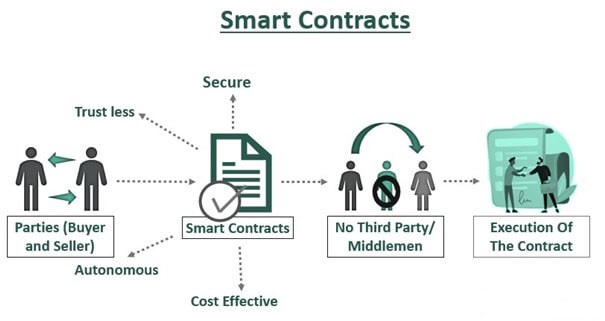 Smart Contracts
Secure
Trust less
Parties (Buyer
and Seller)
Smart Contracts
No Third Party/
Middlemen
Execution Of
The Contract
Autonomous
Cost Effective